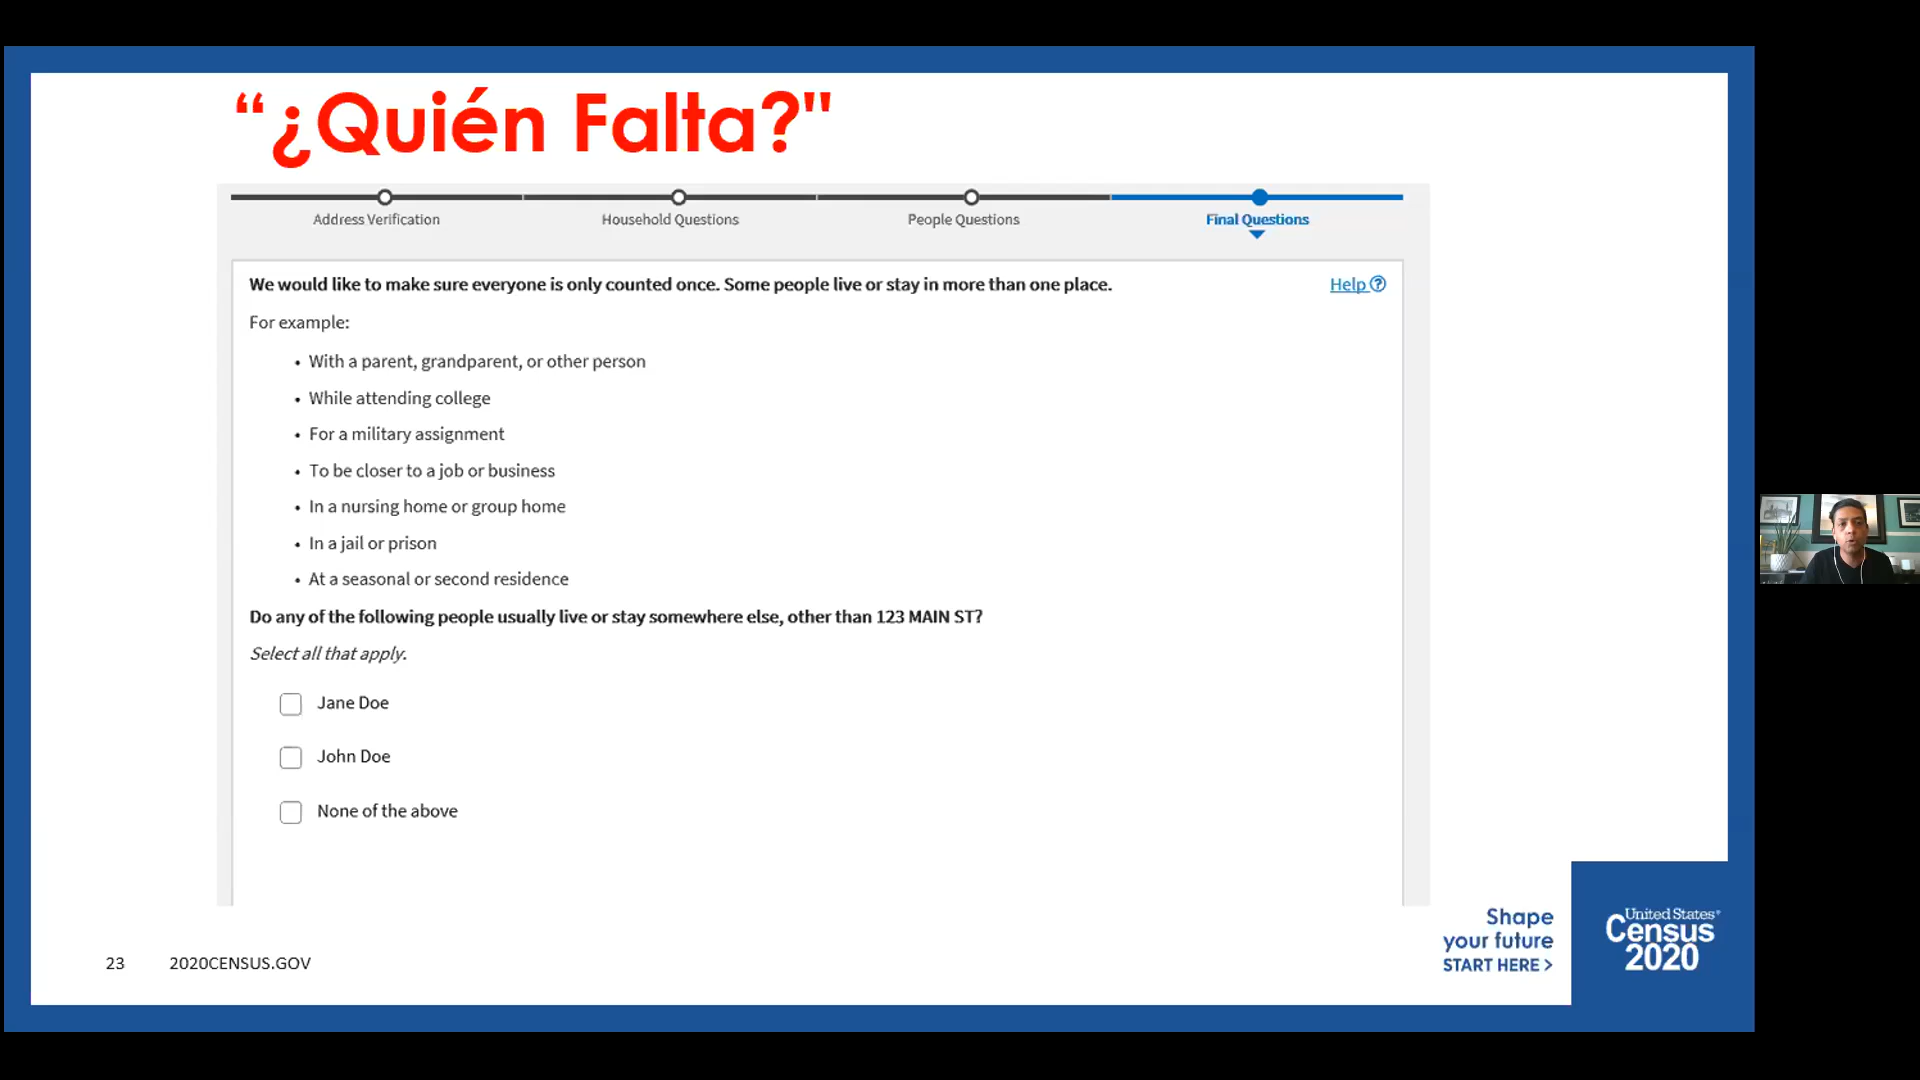 “¿Quién Falta?"
Address Verification
Household Questions
People Questions
Final Questions
We would like to make sure everyone is only counted once. Some people live or stay in more than one place.
Help ?
For example:
• With a parent, grandparent, or other person
• While attending college
• For a military assignment
• To be closer to a job or business
• In a nursing home or group home
• In a jail or prison
• At a seasonal or second residence
Do any of the following people usually live or stay somewhere else, other than 123 MAIN ST?
Select all that apply.
Jane Doe
John Doe
None of the above
Shape
your future
START HERE >
United States®
Census
2020
23
2020CENSUS.GOV